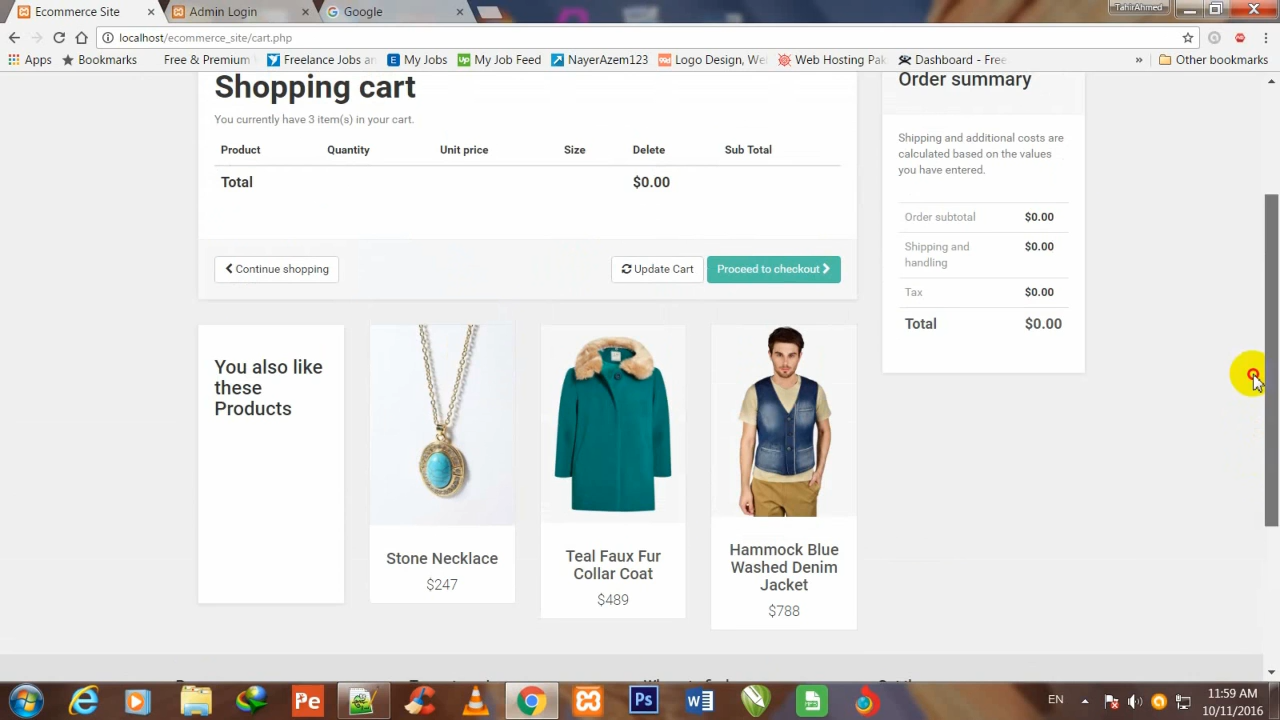 Ecommerce Site
Admin Login
Google
TahirAhmed
localhost/ecommerce_site/cart.php
Apps
Bookmarks
Free & Premium
Freelance Jobs an
My Jobs
My Job Feed
NayerAzem123
Logo Design, We
Web Hosting Pak
Dashboard - Free
»
Other bookmarks
Shopping cart
You currently have 3 item(s) in your cart.
Product Quantity Unit price Size Delete Sub Total
Total $0.00
Continue shopping
Update Cart
Proceed to checkout
Order summary
Shipping and additional costs are
calculated based on the values
you have entered.
Order subtotal $0.00
Shipping and $0.00
handling
Tax $0.00
Total $0.00
You also like
these
Products
Stone Necklace
$247
Teal Faux Fur
Collar Coat
$489
Hammock Blue
Washed Denim
Jacket
$788
Pe
Ps
EN
11:59 AM
10/11/2016